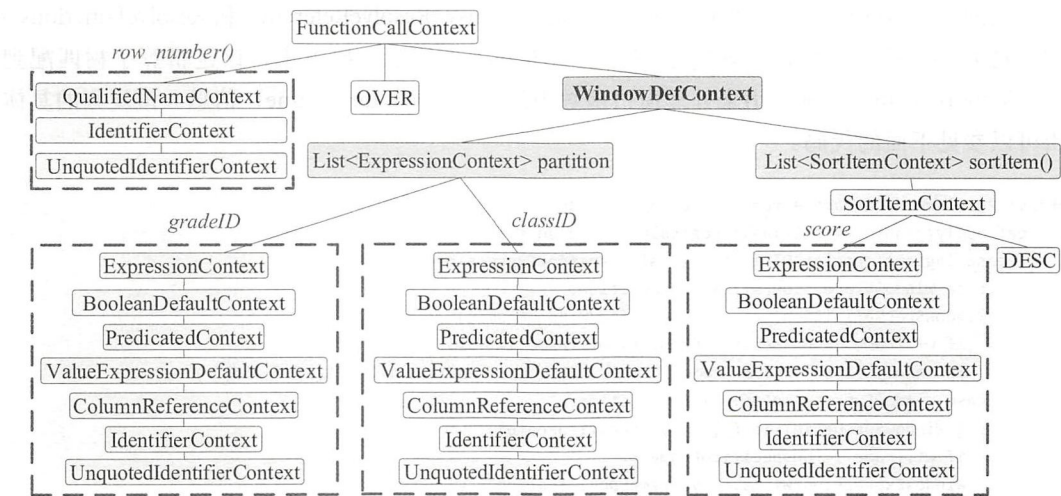 FunctionCallContext
row_number()
QualifiedNameContext
IdentifierContext
UnquotedIdentifierContext
OVER
WindowDefContext
List<ExpressionContext> partition
List<SortItemContext> sortItem()
SortItemContext
DESC
gradeID
ExpressionContext
BooleanDefaultContext
PredicatedContext
ValueExpressionDefaultContext
ColumnReferenceContext
IdentifierContext
UnquotedIdentifierContext
classID
ExpressionContext
BooleanDefaultContext
PredicatedContext
ValueExpressionDefaultContext
ColumnReferenceContext
IdentifierContext
UnquotedIdentifierContext
score
ExpressionContext
BooleanDefaultContext
PredicatedContext
ValueExpressionDefaultContext
ColumnReferenceContext
IdentifierContext
UnquotedIdentifierContext